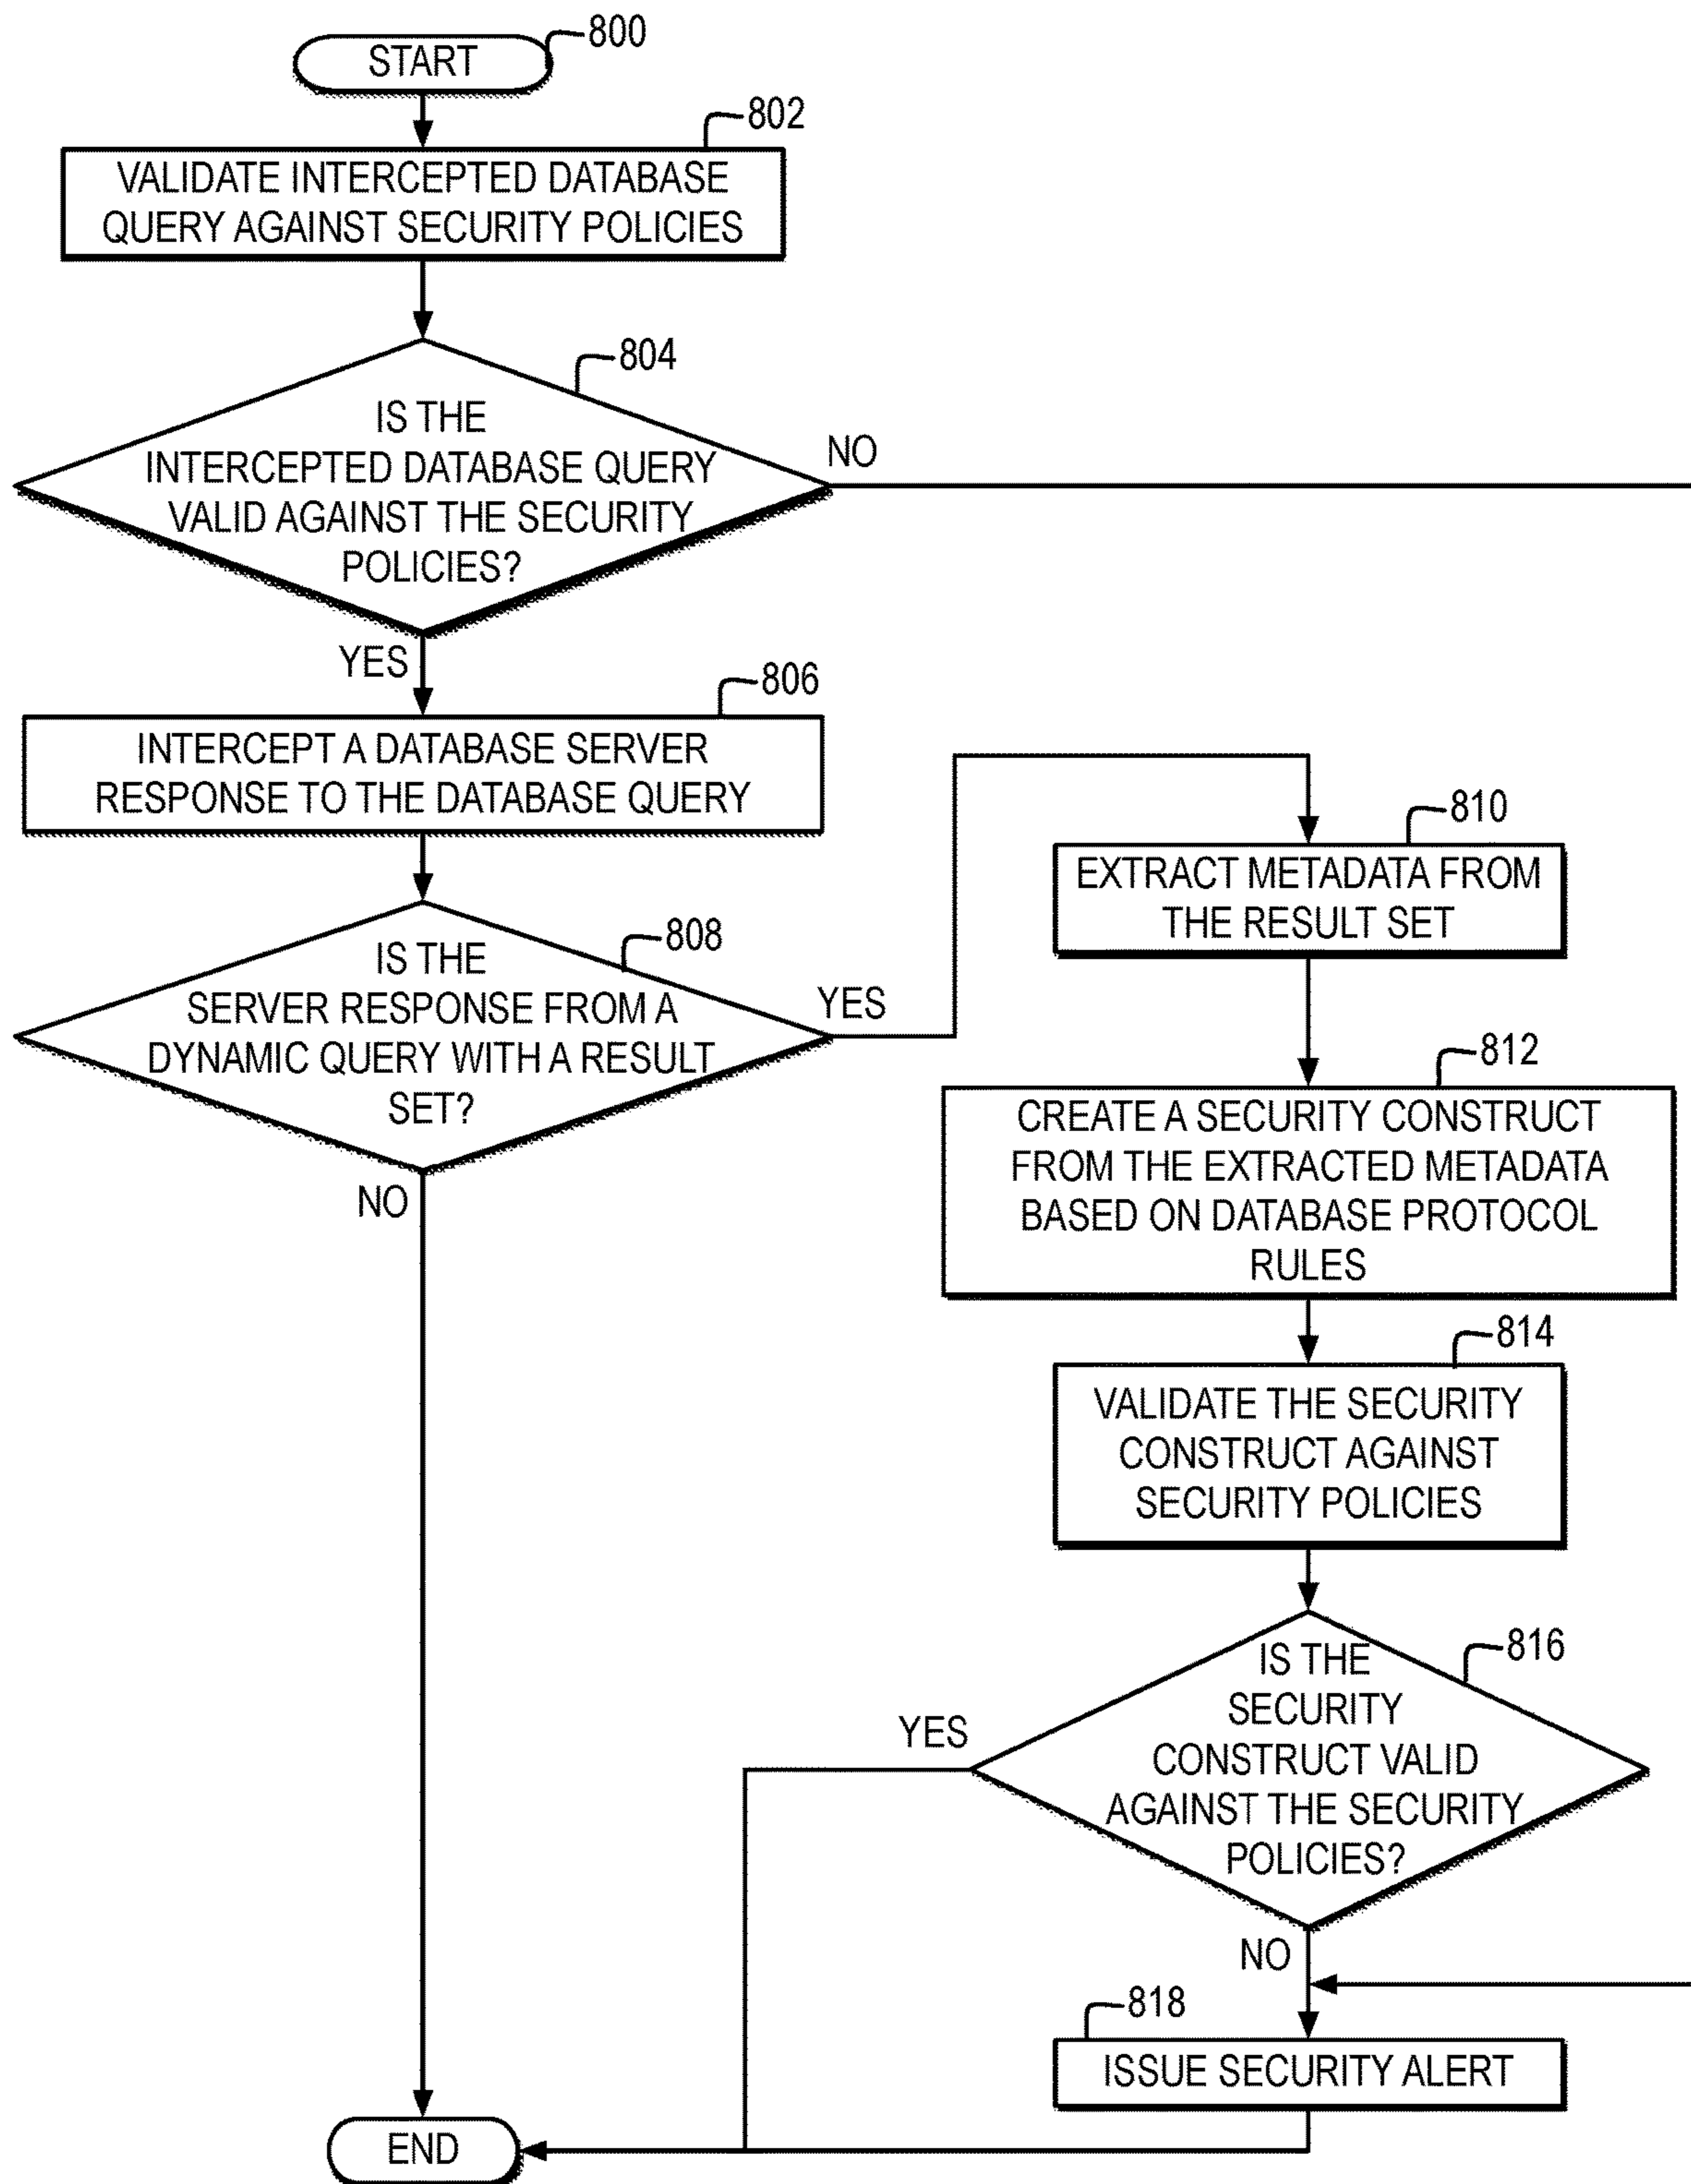 START
800
802
VALIDATE INTERCEPTED DATABASE
QUERY AGAINST SECURITY POLICIES
804
IS THE
INTERCEPTED DATABASE QUERY
VALID AGAINST THE SECURITY
POLICIES?
NO
YES
806
INTERCEPT A DATABASE SERVER
RESPONSE TO THE DATABASE QUERY
808
IS THE
SERVER RESPONSE FROM A
DYNAMIC QUERY WITH A RESULT
SET?
YES
NO
810
EXTRACT METADATA FROM
THE RESULT SET
812
CREATE A SECURITY CONSTRUCT
FROM THE EXTRACTED METADATA
BASED ON DATABASE PROTOCOL
RULES
814
VALIDATE THE SECURITY
CONSTRUCT AGAINST
SECURITY POLICIES
816
IS THE
SECURITY
CONSTRUCT VALID
AGAINST THE SECURITY
POLICIES?
YES
NO
818
ISSUE SECURITY ALERT
END